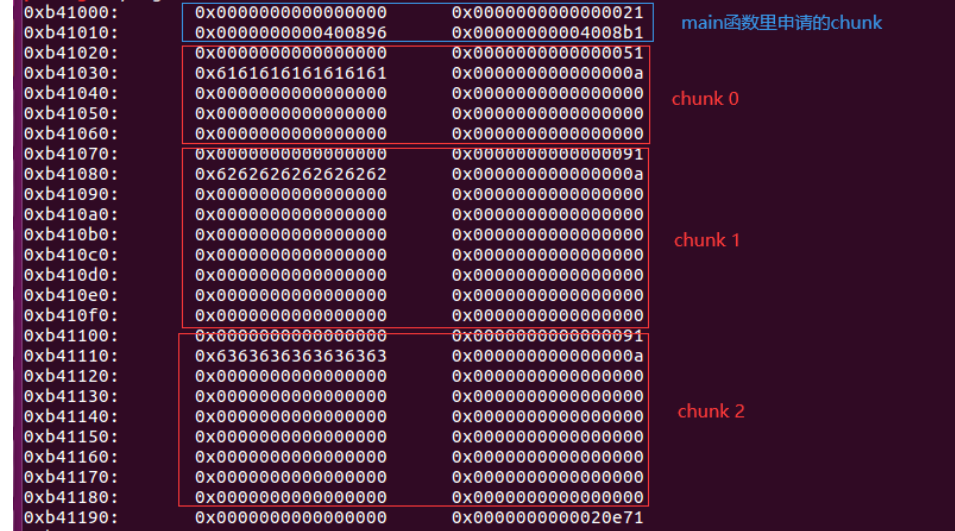 0xb41000: 0x0000000000000000 0x0000000000000021
main函数里申请的chunk
0xb41010: 0x0000000000400896 0x00000000004008b1
0xb41020: 0x0000000000000000 0x0000000000000051
0xb41030: 0x6161616161616161 0x000000000000000a
0xb41040: 0x0000000000000000 0x0000000000000000
chunk 0
0xb41050: 0x0000000000000000 0x0000000000000000
0xb41060: 0x0000000000000000 0x0000000000000000
0xb41070: 0x0000000000000000 0x0000000000000091
0xb41080: 0x6262626262626262 0x000000000000000a
0xb41090: 0x0000000000000000 0x0000000000000000
0xb410a0: 0x0000000000000000 0x0000000000000000
0xb410b0: 0x0000000000000000 0x0000000000000000
chunk 1
0xb410c0: 0x0000000000000000 0x0000000000000000
0xb410d0: 0x0000000000000000 0x0000000000000000
0xb410e0: 0x0000000000000000 0x0000000000000000
0xb410f0: 0x0000000000000000 0x0000000000000000
0xb41100: 0x0000000000000000 0x0000000000000091
0xb41110: 0x6363636363636363 0x000000000000000a
0xb41120: 0x0000000000000000 0x0000000000000000
0xb41130: 0x0000000000000000 0x0000000000000000
chunk 2
0xb41140: 0x0000000000000000 0x0000000000000000
0xb41150: 0x0000000000000000 0x0000000000000000
0xb41160: 0x0000000000000000 0x0000000000000000
0xb41170: 0x0000000000000000 0x0000000000000000
0xb41180: 0x0000000000000000 0x0000000000000000
0xb41190: 0x0000000000000000 0x0000000000020e71